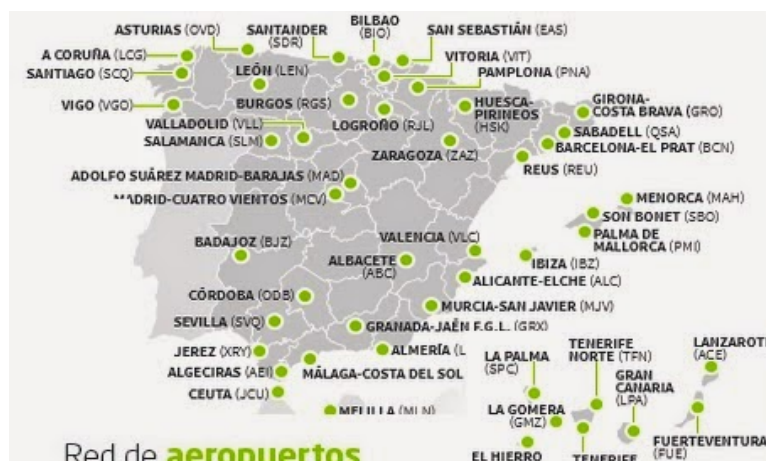 ASTURIAS (OVD)
SANTANDER
(SDR)
BILBAO
(BIO)
SAN SEBASTIÁN (EAS)
A CORUÑA (LCG)
VITORIA (VIT)
SANTIAGO (SCQ)
LEÓN (LEN)
PAMPLONA (PNA)
VIGO (VGO)
BURGOS (RGS)
HUESCA-
PIRINEOS
(HSK)
GIRONA-
COSTA BRAVA (GRO)
VALLADOLID (VLL)
LOGROÑO (RJL)
SABADELL (QSA)
SALAMANCA (SLM)
ZARAGOZA (ZAZ)
BARCELONA-EL PRAT (BCN)
REUS (REU)
ADOLFO SUÁREZ MADRID-BARAJAS (MAD)
MADRID-CUATRO VIENTOS (MCV)
MENORCA (MAH)
SON BONET (SBO)
BADAJOZ (BJZ)
VALENCIA (VLC)
PALMA DE
MALLORCA (PMI)
ALBACETE
(ABC)
IBIZA (IBZ)
ALICANTE-ELCHE (ALC)
CÓRDOBA (ODB)
MURCIA-SAN JAVIER (MJV)
SEVILLA (SVQ)
GRANADA-JAÉN F.G.L. (GRX)
JEREZ (XRY)
ALMERÍA (L
ALGECIRAS (AEI)
MÁLAGA-COSTA DEL SOL
CEUTA (JCU)
MELILLA (MLN)
LA PALMA
(SPC)
TENERIFE
NORTE (TFN)
LANZAROT
(ACE)
GRAN
CANARIA
(LPA)
LA GOMERA
(GMZ)
EL HIERRO
TENERIFE
FUERTEVENTURA
(FUE)
Red de aeropuertos